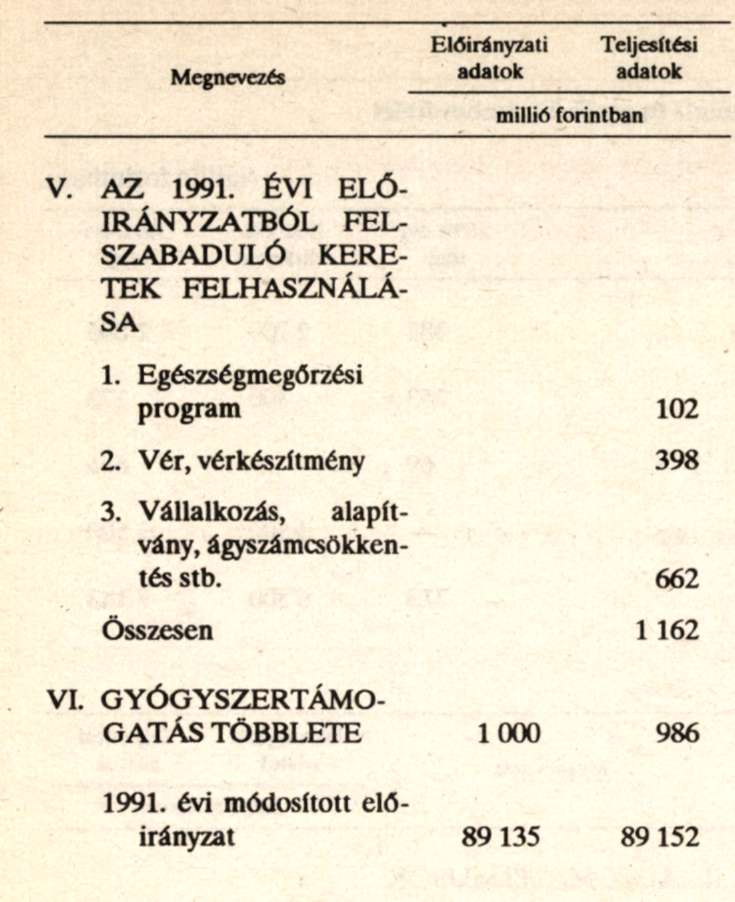 Megnevezés Előirányzati adatok Teljesítési adatok
millió forintban
V. AZ 1991. ÉVI ELŐ-
IRÁNYZATBÓL FEL-
SZABADULÓ KERE-
TEK FELHASZNÁLÁ-
SA
1. Egészségmegőrzési
program 102
2. Vér, vérkészítmény 398
3. Vállalkozás, alapít-
vány, ágyszámcsökken-
tés stb. 662
Összesen 1 162
VI. GYÓGYSZERTÁMO-
GATÁS TÖBBLETE 1 000 986
1991. évi módosított elő-
irányzat 89 135 89 152